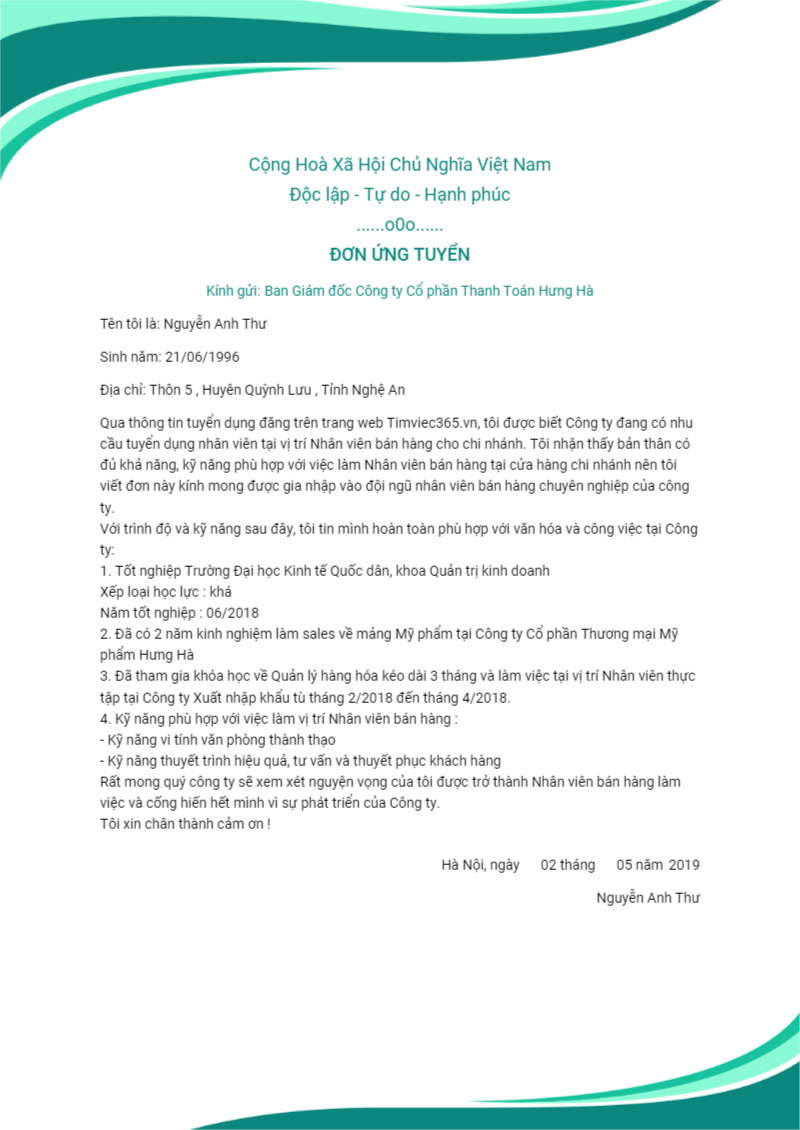 Cộng Hoà Xã Hội Chủ Nghĩa Việt Nam
Độc lập - Tự do - Hạnh phúc
......o0o......
ĐƠN ỨNG TUYỂN
Kính gửi: Ban Giám đốc Công ty Cổ phần Thanh Toán Hưng Hà
Tên tôi là: Nguyễn Anh Thư
Sinh năm: 21/06/1996
Địa chỉ: Thôn 5 , Huyên Quỳnh Lưu , Tỉnh Nghệ An
Qua thông tin tuyển dụng đăng trên trang web Timviec365.vn, tôi được biết Công ty đang có nhu
cầu tuyển dụng nhân viên tại vị trí Nhân viên bán hàng cho chi nhánh. Tôi nhận thấy bản thân có
đủ khả năng, kỹ năng phù hợp với việc làm Nhân viên bán hàng tại cửa hàng chi nhánh nên tôi
viết đơn này kính mong được gia nhập vào đội ngũ nhân viên bán hàng chuyên nghiệp của công
ty.
Với trình độ và kỹ năng sau đây, tôi tin mình hoàn toàn phù hợp với văn hóa và công việc tại Công
ty:
1. Tốt nghiệp Trường Đại học Kinh tế Quốc dân, khoa Quản trị kinh doanh
Xếp loại học lực : khá
Năm tốt nghiệp : 06/2018
2. Đã có 2 năm kinh nghiệm làm sales về mảng Mỹ phẩm tại Công ty Cổ phần Thương mại Mỹ
phẩm Hưng Hà
3. Đã tham gia khóa học về Quản lý hàng hóa kéo dài 3 tháng và làm việc tại vị trí Nhân viên thực
tập tại Công ty Xuất nhập khẩu tù tháng 2/2018 đến tháng 4/2018.
4. Kỹ năng phù hợp với việc làm vị trí Nhân viên bán hàng :
- Kỹ năng vi tính văn phòng thành thạo
- Kỹ năng thuyết trình hiệu quả, tư vấn và thuyết phục khách hàng
Rất mong quý công ty sẽ xem xét nguyện vọng của tôi được trở thành Nhân viên bán hàng làm
việc và cống hiến hết mình vì sự phát triển của Công ty.
Tôi xin chân thành cảm ơn !
Hà Nội, ngày 02 tháng 05 năm 2019
Nguyễn Anh Thư